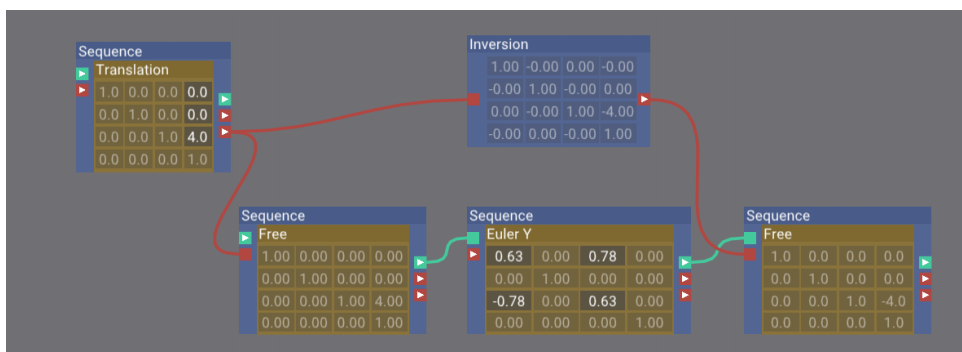 Sequence
Translation
1.0 0.0 0.0 0.0
0.0 1.0 0.0 0.0
0.0 0.0 1.0 4.0
0.0 0.0 0.0 1.0
Inversion
1.00 -0.00 0.00 -0.00
-0.00 1.00 -0.00 0.00
0.00 -0.00 1.00 -4.00
-0.00 0.00 -0.00 1.00
Sequence
Free
1.00 0.00 0.00 0.00
0.00 1.00 0.00 0.00
0.00 0.00 1.00 4.00
0.00 0.00 0.00 1.00
Sequence
Euler Y
0.63 0.00 0.78 0.00
0.00 1.00 0.00 0.00
-0.78 0.00 0.63 0.00
0.00 0.00 0.00 1.00
Sequence
Free
1.0 0.0 0.0 0.0
0.0 1.0 0.0 0.0
0.0 0.0 1.0 -4.0
0.0 0.0 0.0 1.0